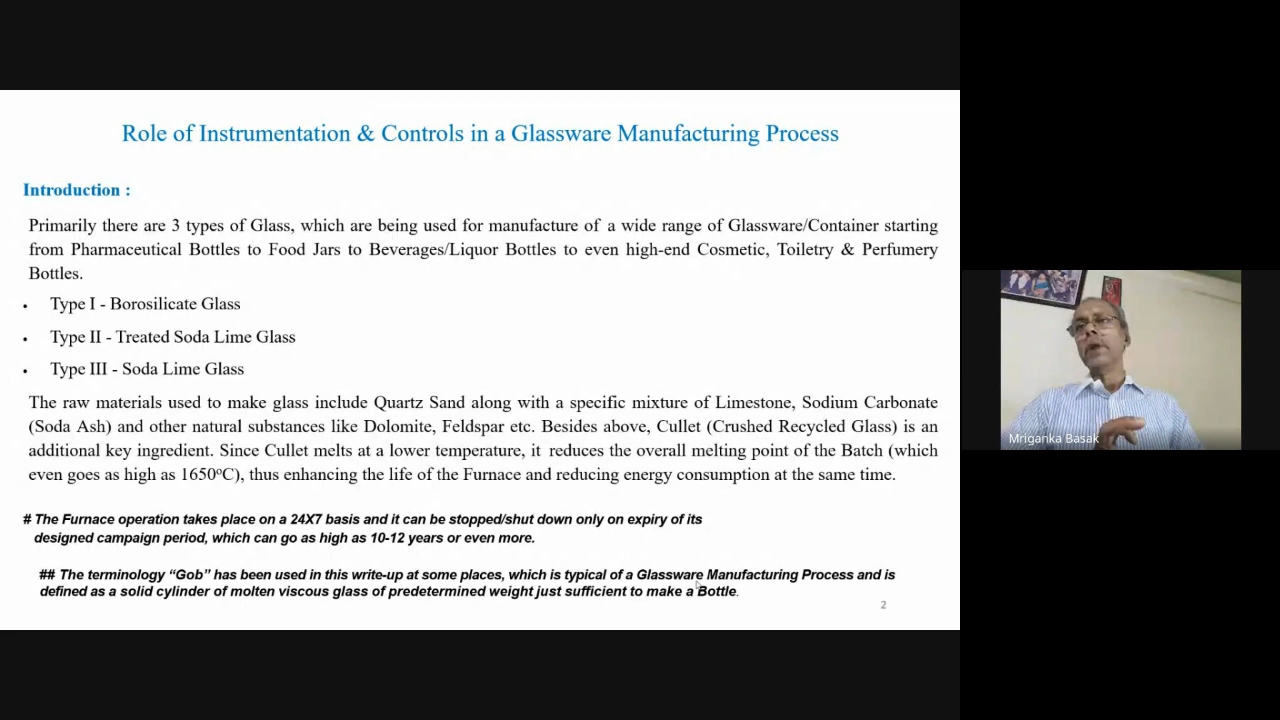 Role of Instrumentation & Controls in a Glassware Manufacturing Process
Introduction :
Primarily there are 3 types of Glass, which are being used for manufacture of a wide range of Glassware/Container starting
from Pharmaceutical Bottles to Food Jars to Beverages/Liquor Bottles to even high-end Cosmetic, Toiletry & Perfumery
Bottles.
• Type I - Borosilicate Glass
• Type II - Treated Soda Lime Glass
• Type III - Soda Lime Glass
The raw materials used to make glass include Quartz Sand along with a specific mixture of Limestone, Sodium Carbonate
(Soda Ash) and other natural substances like Dolomite, Feldspar etc. Besides above, Cullet (Crushed Recycled Glass) is an
additional key ingredient. Since Cullet melts at a lower temperature, it reduces the overall melting point of the Batch (which
even goes as high as 1650°C), thus enhancing the life of the Furnace and reducing energy consumption at the same time.
# The Furnace operation takes place on a 24X7 basis and it can be stopped/shut down only on expiry of its
designed campaign period, which can go as high as 10-12 years or even more.
## The terminology “Gob” has been used in this write-up at some places, which is typical of a Glassware Manufacturing Process and is
defined as a solid cylinder of molten viscous glass of predetermined weight just sufficient to make a Bottle.
2
Mriganka Basak